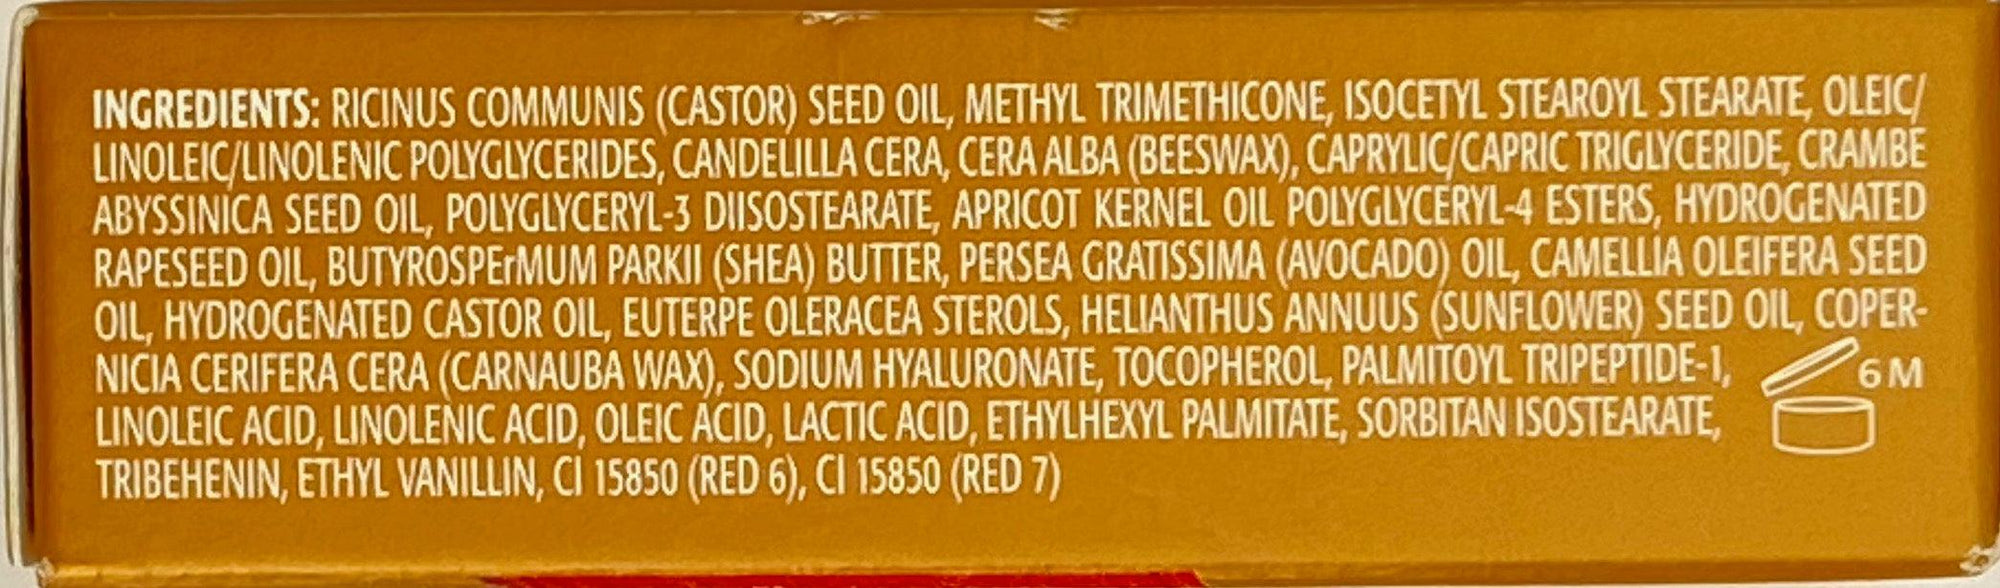 INGREDIENTS: RICINUS COMMUNIS (CASTOR) SEED OIL, METHYL TRIMETHICONE, ISOCETYL STEAROYL STEARATE, OLEIC/
LINOLEIC/LINOLENIC POLYGLYCERIDES, CANDELILLA CERA, CERA ALBA (BEESWAX), CAPRYLIC/CAPRIC TRIGLYCERIDE, CRAMBE
ABYSSINICA SEED OIL, POLYGLYCERYL-3 DIISOSTEARATE, APRICOT KERNEL OIL POLYGLYCERYL-4 ESTERS, HYDROGENATED
RAPESEED OIL, BUTYROSPErMUM PARKII (SHEA) BUTTER, PERSEA GRATISSIMA (AVOCADO) OIL, CAMELLIA OLEIFERA SEED
OIL, HYDROGENATED CASTOR OIL, EUTERPE OLERACEA STEROLS, HELIANTHUS ANNUUS (SUNFLOWER) SEED OIL, COPER-
NICIA CERIFERA CERA (CARNAUBA WAX), SODIUM HYALURONATE, TOCOPHEROL, PALMITOYL TRIPEPTIDE-1,
LINOLEIC ACID, LINOLENIC ACID, OLEIC ACID, LACTIC ACID, ETHYLHEXYL PALMITATE, SORBITAN ISOSTEARATE,
TRIBEHENIN, ETHYL VANILLIN, CI 15850 (RED 6), CI 15850 (RED 7)
6 M